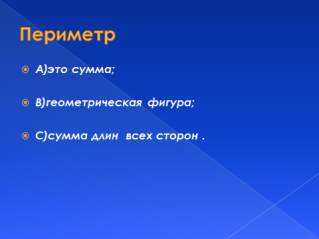 Периметр
А)это сумма;
В)геометрическая фигура;
С)сумма длин всех сторон .